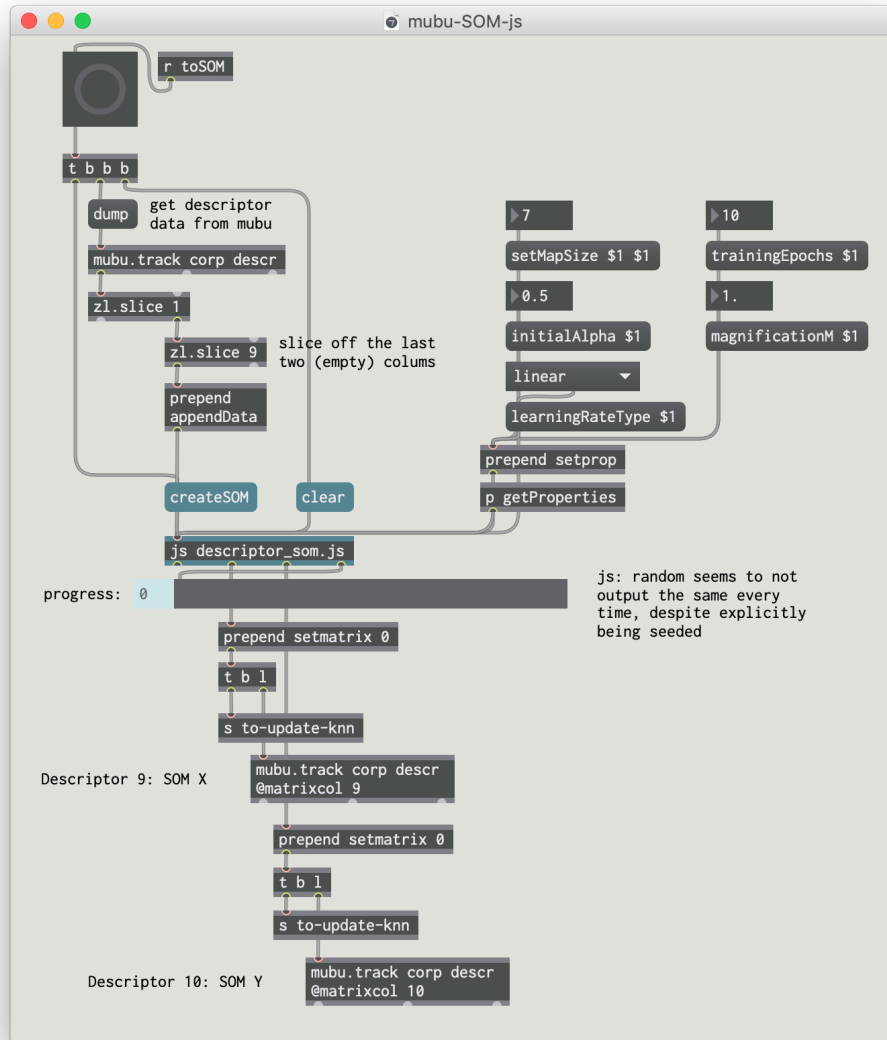 mubu-SOM-js
r toSOM
t b b b
dump
get descriptor
data from mubu
mubu.track corp descr
zl.slice 1
zl.slice 9
slice off the last
two (empty) colums
prepend
appendData
7
setMapSize $1 $1
0.5
initialAlpha $1
linear
learningRateType $1
10
trainingEpochs $1
1.
magnificationM $1
prepend setprop
p getProperties
createSOM
clear
js descriptor_som.js
progress:
0
js: random seems to not
output the same every
time, despite explicitly
being seeded
prepend setmatrix 0
t b l
s to-update-knn
Descriptor 9: SOM X
mubu.track corp descr
@matrixcol 9
prepend setmatrix 0
t b l
s to-update-knn
Descriptor 10: SOM Y
mubu.track corp descr
@matrixcol 10